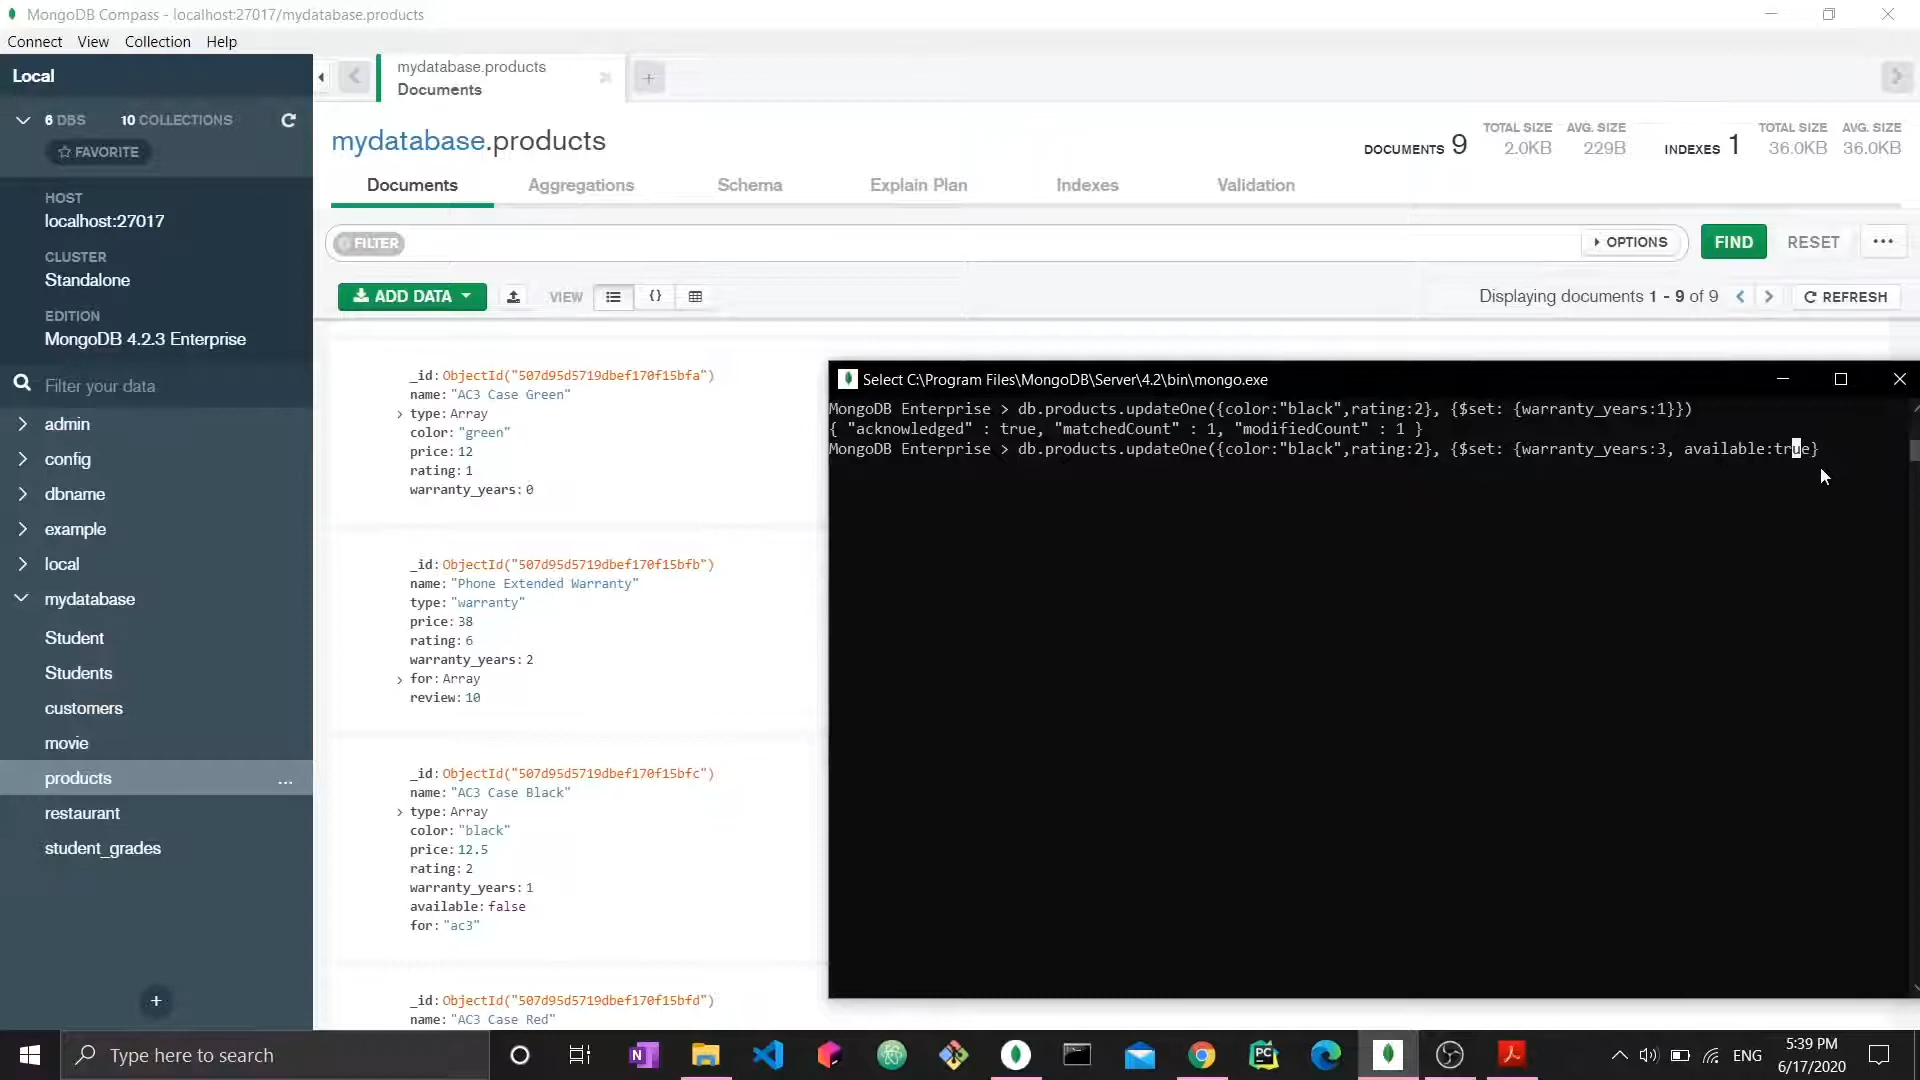 MongoDB Compass - localhost:27017/mydatabase.products
Connect View Collection Help
Local
6 DBS 10 COLLECTIONS
FAVORITE
HOST
localhost:27017
CLUSTER
Standalone
EDITION
MongoDB 4.2.3 Enterprise
Filter your data
admin
config
dbname
example
local
mydatabase
Student
Students
customers
movie
products ...
restaurant
student_grades
+
mydatabase.products
Documents
+
mydatabase.products
DOCUMENTS 9
TOTAL SIZE
2.0KB
AVG. SIZE
229B
INDEXES 1
TOTAL SIZE
36.0KB
AVG. SIZE
36.0KB
Documents Aggregations Schema Explain Plan Indexes Validation
FILTER
OPTIONS
FIND
RESET
...
ADD DATA
VIEW
{}
Displaying documents 1 - 9 of 9
REFRESH
_id: ObjectId("507d95d5719dbef170f15bfa")
name: "AC3 Case Green"
type: Array
color: "green"
price: 12
rating: 1
warranty_years: 0
_id: ObjectId("507d95d5719dbef170f15bfb")
name: "Phone Extended Warranty"
type: "warranty"
price: 38
rating: 6
warranty_years: 2
for: Array
review: 10
_id: ObjectId("507d95d5719dbef170f15bfc")
name: "AC3 Case Black"
type: Array
color: "black"
price: 12.5
rating: 2
warranty_years: 1
available: false
for: "ac3"
_id: ObjectId("507d95d5719dbef170f15bfd")
name: "AC3 Case Red"
Select C:\Program Files\MongoDB\Server\4.2\bin\mongo.exe
MongoDB Enterprise > db.products.updateOne({color:"black",rating:2}, {$set: {warranty_years:1}})
{ "acknowledged" : true, "matchedCount" : 1, "modifiedCount" : 1 }
MongoDB Enterprise > db.products.updateOne({color:"black",rating:2}, {$set: {warranty_years:3, available:true}
Type here to search
N
PC
ENG
5:39 PM
6/17/2020